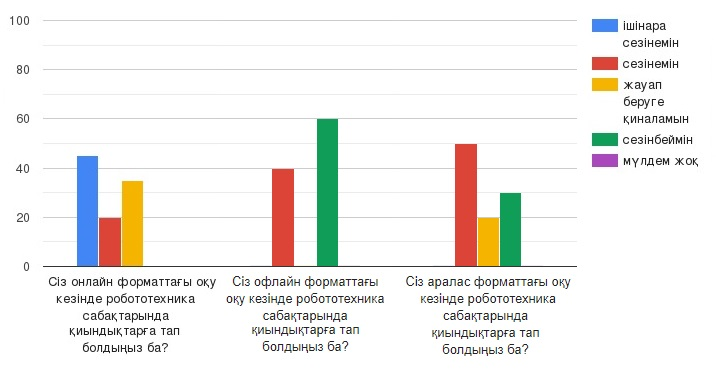 100
80
60
40
20
0
ішінара
сезінемін
сезінемін
жауап
беруге
қиналамын
сезінбеймін
мүлдем жоқ
Сіз онлайн форматтағы оқу
кезінде робототехника
сабақтарында
қиындықтарға тап
болдыңыз ба?
Сіз офлайн форматтағы
оқу кезінде робототехника
сабақтарында
қиындықтарға тап
болдыңыз ба?
Сіз аралас форматтағы оқу
кезінде робототехника
сабақтарында
қиындықтарға тап
болдыңыз ба?